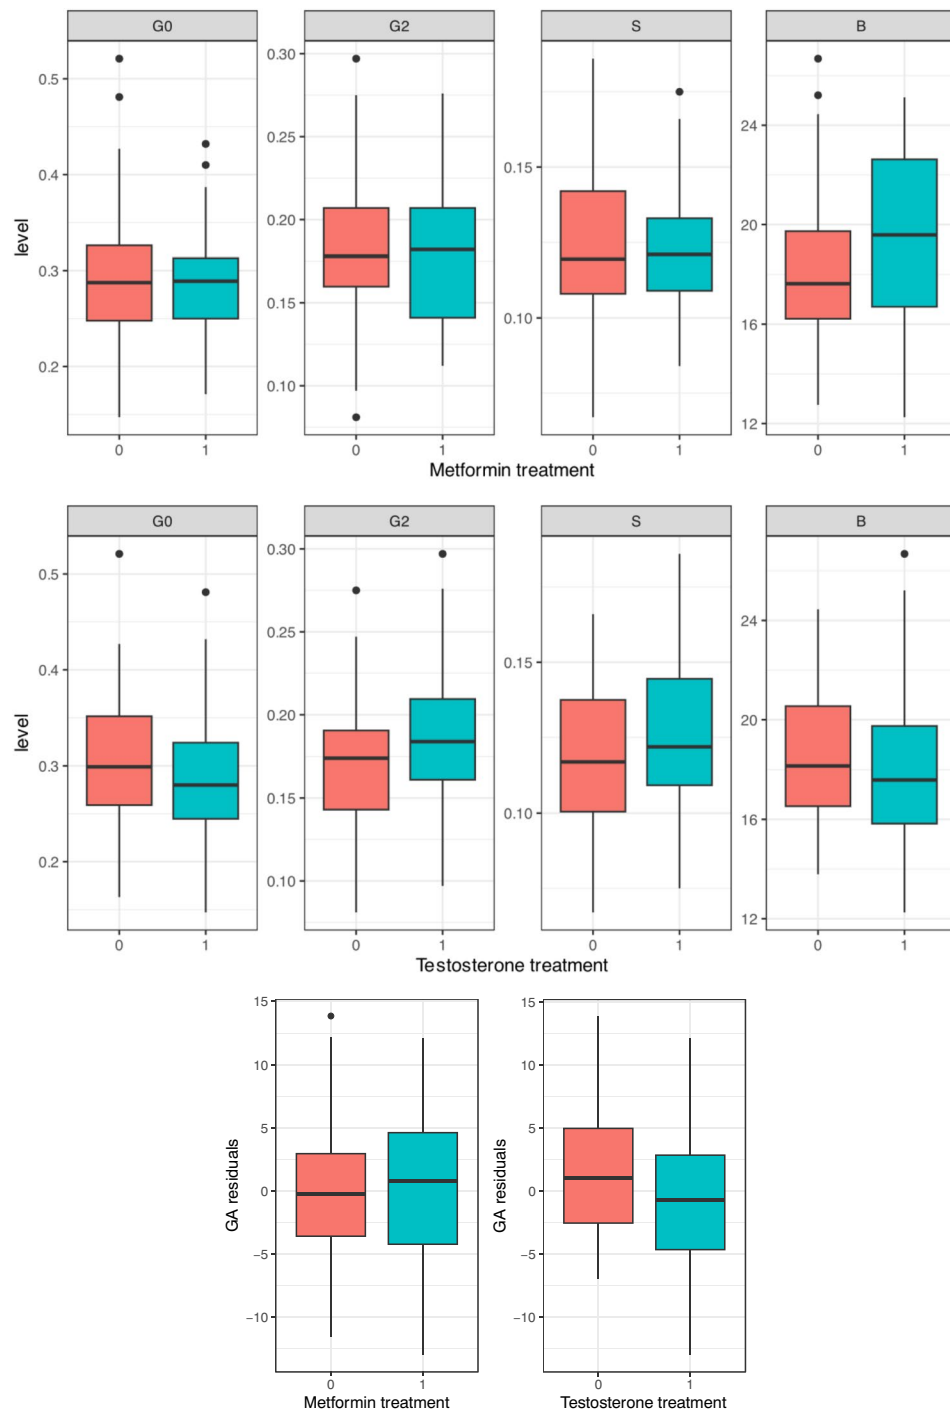 G0 G2 S B
level
0.5 0.4 0.3 0.2
0.30 0.25 0.20 0.15 0.10
0.15 0.10
24 20 16 12
0 1 0 1 0 1 0 1
Metformin treatment
G0 G2 S B
level
0.5 0.4 0.3 0.2
0.30 0.25 0.20 0.15 0.10
0.15 0.10
24 20 16 12
0 1 0 1 0 1 0 1
Testosterone treatment
GA residuals
15 10 5 0 −5 −10
0 1
Metformin treatment
GA residuals
15 10 5 0 −5 −10
0 1
Testosterone treatment